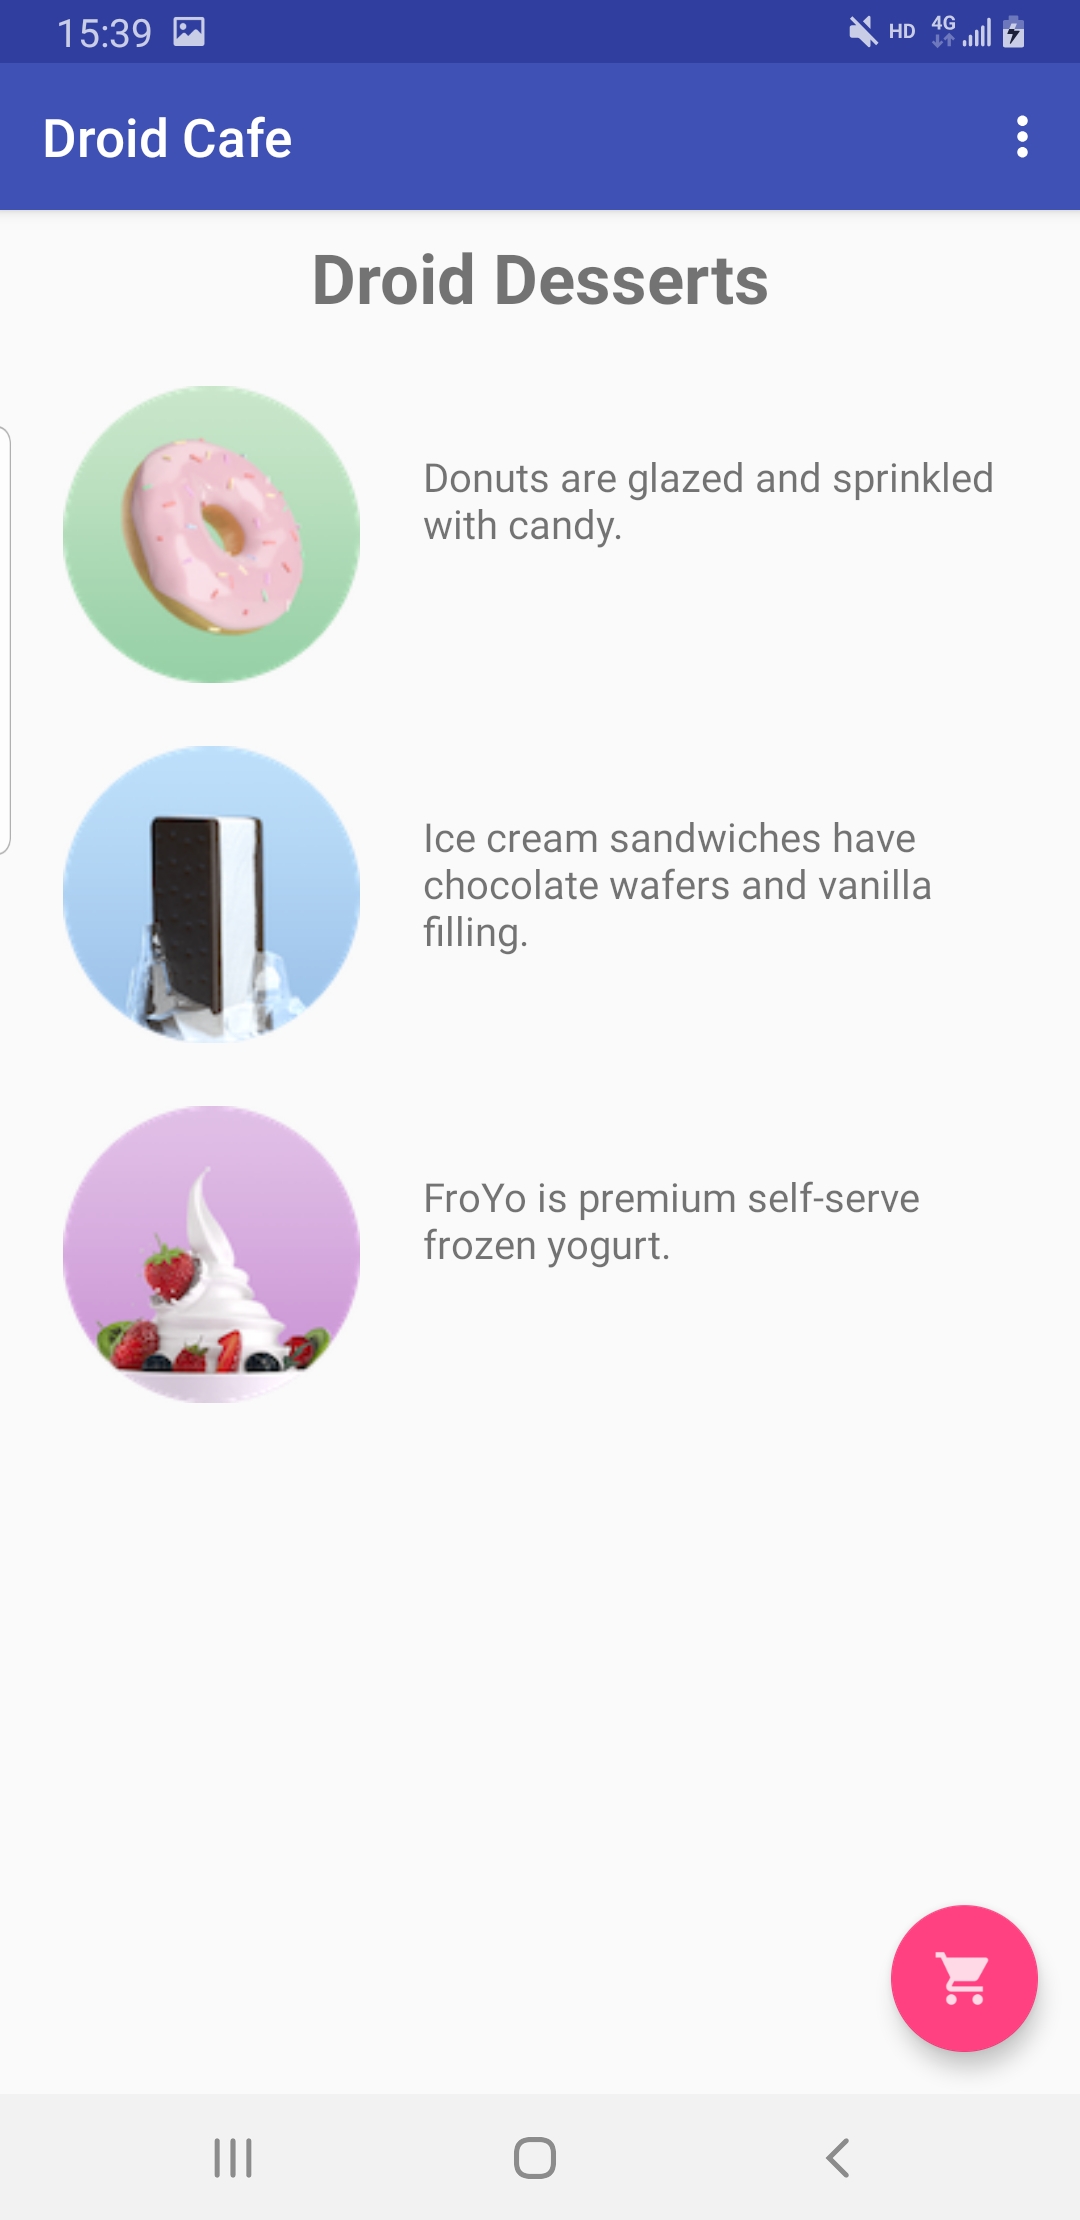 15:39
HD 4G
Droid Cafe
Droid Desserts
Donuts are glazed and sprinkled
with candy.
Ice cream sandwiches have
chocolate wafers and vanilla
filling.
FroYo is premium self-serve
frozen yogurt.